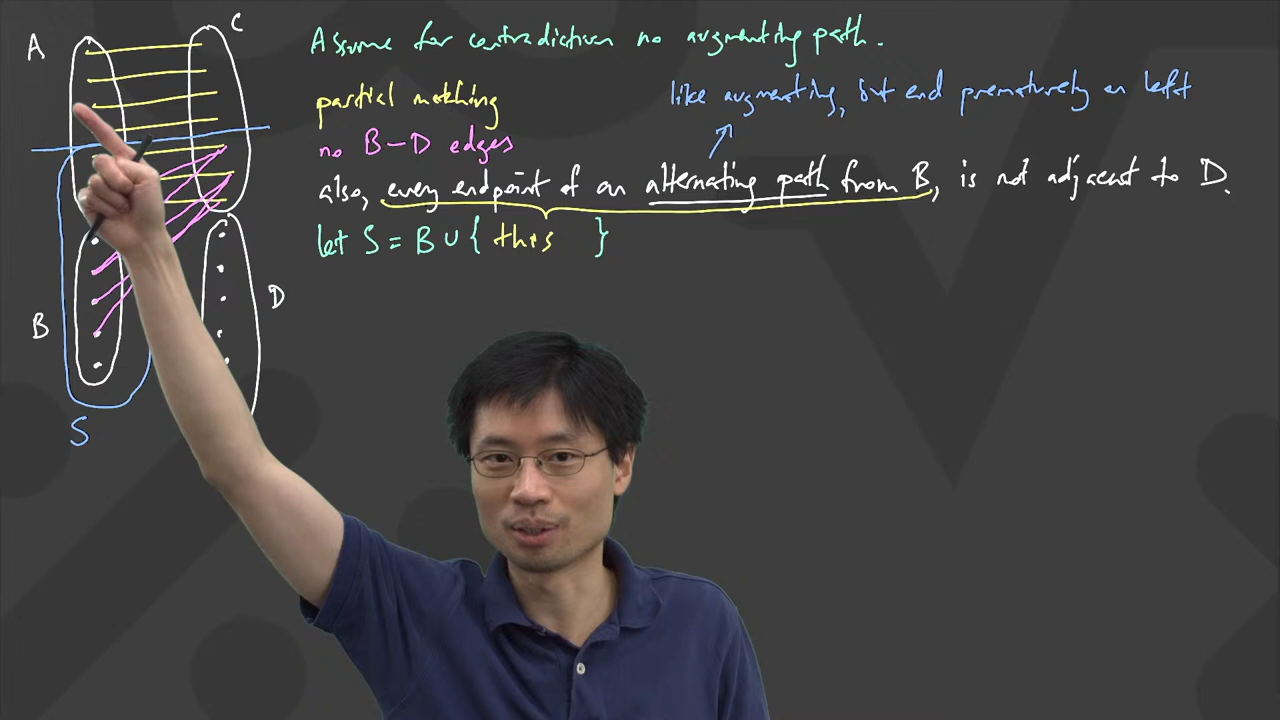 A
C
B
D
S
Assume for contradiction no augmenting path.
partial matching
like augmenting, but end prematurely on left
no B-D edges
also, every endpoint of an alternating path from B, is not adjacent to D.
let S = B ∪ { this }